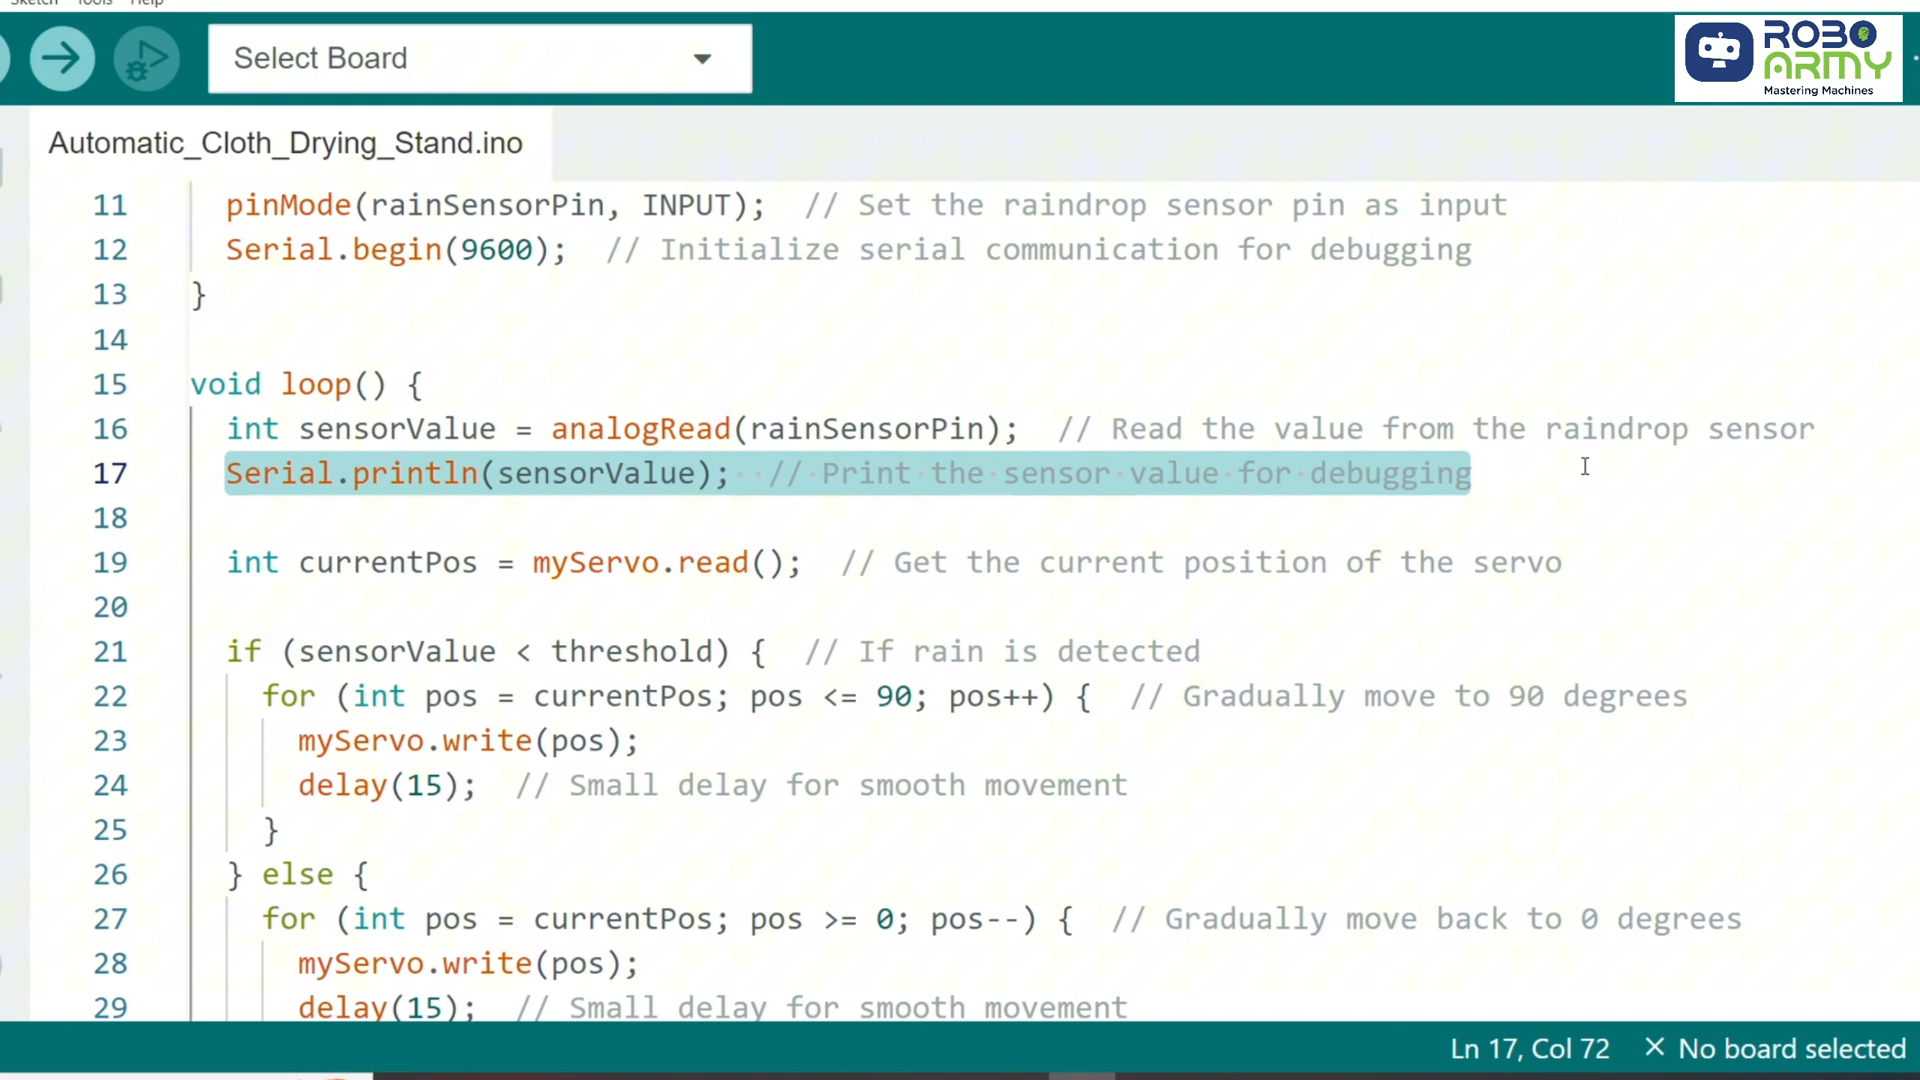 Sketch Tools Help
Select Board
ROBO
ARMY
Mastering Machines
Automatic_Cloth_Drying_Stand.ino
11 pinMode(rainSensorPin, INPUT); // Set the raindrop sensor pin as input
12 Serial.begin(9600); // Initialize serial communication for debugging
13 }
14
15 void loop() {
16 int sensorValue = analogRead(rainSensorPin); // Read the value from the raindrop sensor
17 Serial.println(sensorValue); // Print the sensor value for debugging
18
19 int currentPos = myServo.read(); // Get the current position of the servo
20
21 if (sensorValue < threshold) { // If rain is detected
22 for (int pos = currentPos; pos <= 90; pos++) { // Gradually move to 90 degrees
23 myServo.write(pos);
24 delay(15); // Small delay for smooth movement
25 }
26 } else {
27 for (int pos = currentPos; pos >= 0; pos--) { // Gradually move back to 0 degrees
28 myServo.write(pos);
29 delay(15); // Small delay for smooth movement
Ln 17, Col 72 × No board selected